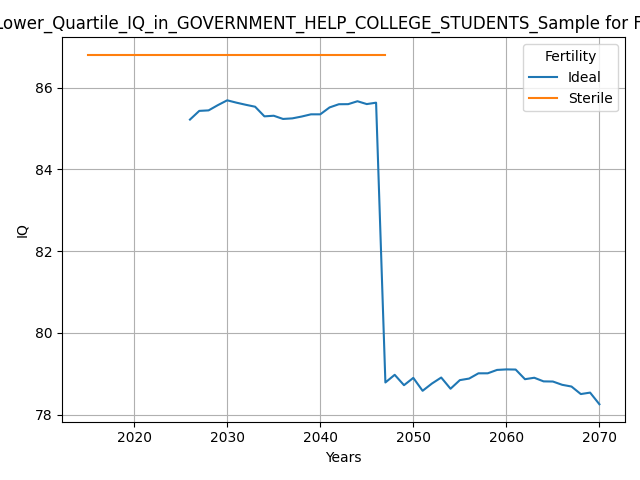 Lower_Quartile_IQ_in_GOVERNMENT_HELP_COLLEGE_STUDENTS_Sample for F
Fertility
Ideal
Sterile
IQ
86
84
82
80
78
2020 2030 2040 2050 2060 2070
Years